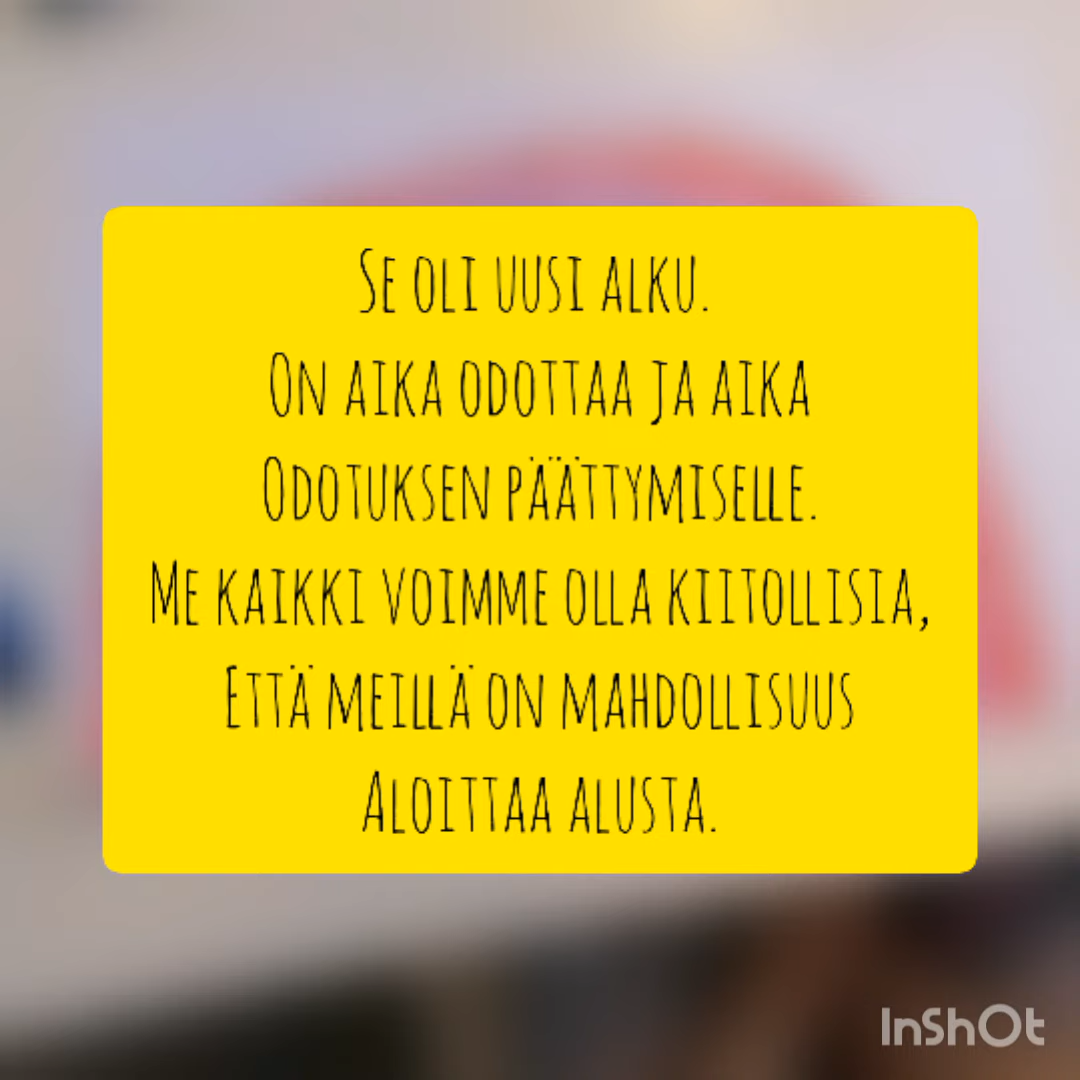 Se oli uusi alku.
On aika odottaa ja aika
Odotuksen päättymiselle.
Me kaikki voimme olla kiitollisia,
Että meillä on mahdollisuus
Aloittaa alusta.
InShOt